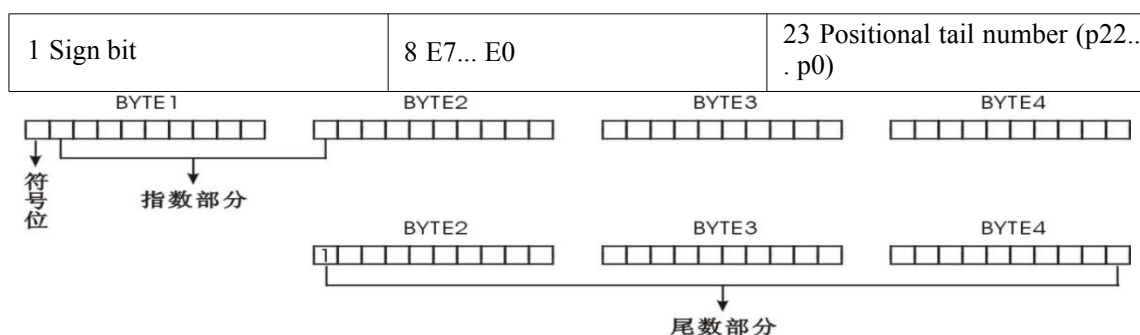 1 Sign bit
8 E7... E0
23 Positional tail number (p22..
. p0)
BYTE1 BYTE2 BYTE3 BYTE4
符号位
指数部分
BYTE2 BYTE3 BYTE4
1
尾数部分